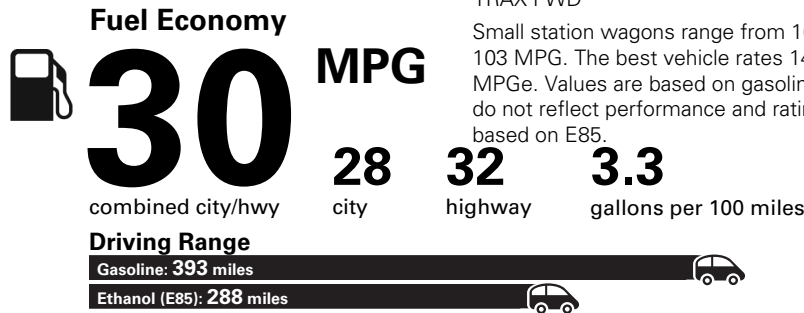 TRAX FWD
Fuel Economy
Small station wagons range from
103 MPG. The best vehicle rates
MPGe. Values are based on
do not reflect performance and
based on E85.
30
MPG
28
32
3.3
combined city/hwy
city
highway
gallons per 100 miles
Driving Range
Gasoline: 393 miles
Ethanol (E85): 288 miles